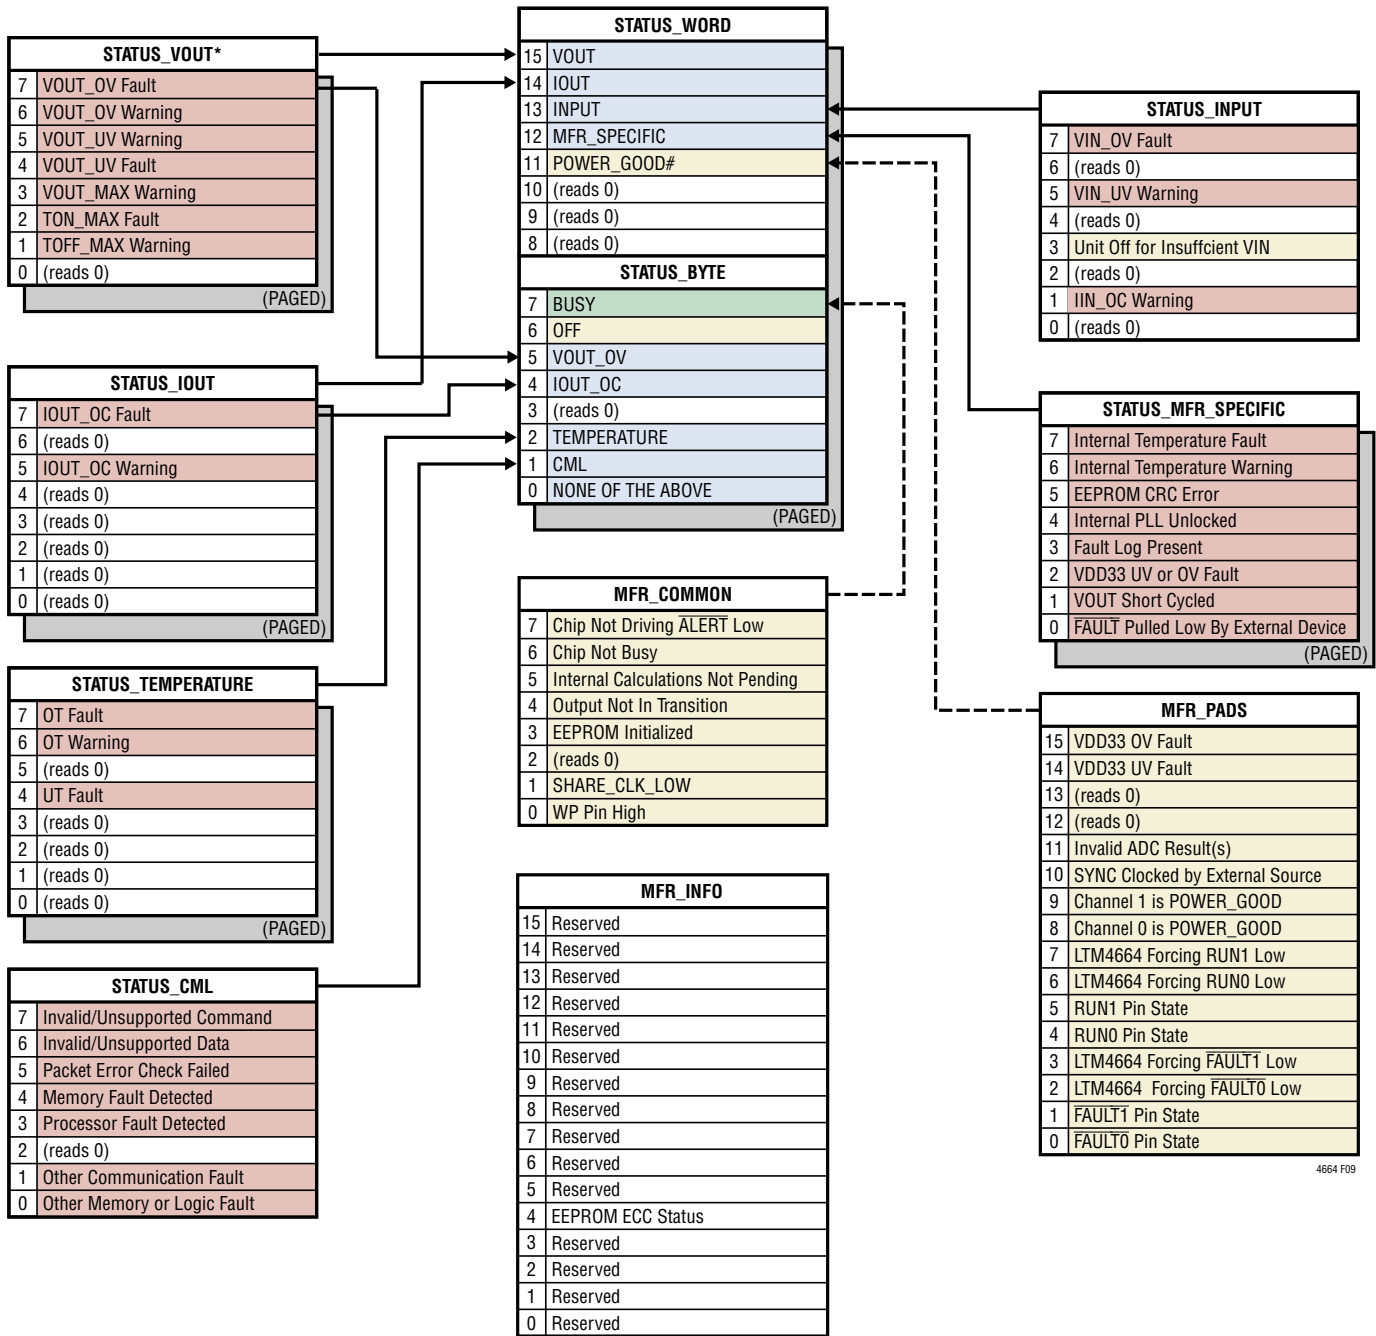 STATUS_VOUT*
7 VOUT_OV Fault
6 VOUT_OV Warning
5 VOUT_UV Warning
4 VOUT_UV Fault
3 VOUT_MAX Warning
2 TON_MAX Fault
1 TOFF_MAX Warning
0 (reads 0)
(PAGED)
STATUS_IOUT
7 IOUT_OC Fault
6 (reads 0)
5 IOUT_OC Warning
4 (reads 0)
3 (reads 0)
2 (reads 0)
1 (reads 0)
0 (reads 0)
(PAGED)
STATUS_TEMPERATURE
7 OT Fault
6 OT Warning
5 (reads 0)
4 UT Fault
3 (reads 0)
2 (reads 0)
1 (reads 0)
0 (reads 0)
(PAGED)
STATUS_CML
7 Invalid/Unsupported Command
6 Invalid/Unsupported Data
5 Packet Error Check Failed
4 Memory Fault Detected
3 Processor Fault Detected
2 (reads 0)
1 Other Communication Fault
0 Other Memory or Logic Fault
STATUS_WORD
15 VOUT
14 IOUT
13 INPUT
12 MFR_SPECIFIC
11 POWER_GOOD#
10 (reads 0)
9 (reads 0)
8 (reads 0)
STATUS_BYTE
7 BUSY
6 OFF
5 VOUT_OV
4 IOUT_OC
3 (reads 0)
2 TEMPERATURE
1 CML
0 NONE OF THE ABOVE
(PAGED)
MFR_COMMON
7 Chip Not Driving ALERT Low
6 Chip Not Busy
5 Internal Calculations Not Pending
4 Output Not In Transition
3 EEPROM Initialized
2 (reads 0)
1 SHARE_CLK_LOW
0 WP Pin High
MFR_INFO
15 Reserved
14 Reserved
13 Reserved
12 Reserved
11 Reserved
10 Reserved
9 Reserved
8 Reserved
7 Reserved
6 Reserved
5 Reserved
4 EEPROM ECC Status
3 Reserved
2 Reserved
1 Reserved
0 Reserved
STATUS_INPUT
7 VIN_OV Fault
6 (reads 0)
5 VIN_UV Warning
4 (reads 0)
3 Unit Off for Insuffcient VIN
2 (reads 0)
1 IIN_OC Warning
0 (reads 0)
STATUS_MFR_SPECIFIC
7 Internal Temperature Fault
6 Internal Temperature Warning
5 EEPROM CRC Error
4 Internal PLL Unlocked
3 Fault Log Present
2 VDD33 UV or OV Fault
1 VOUT Short Cycled
0 FAULT Pulled Low By External Device
(PAGED)
MFR_PADS
15 VDD33 OV Fault
14 VDD33 UV Fault
13 (reads 0)
12 (reads 0)
11 Invalid ADC Result(s)
10 SYNC Clocked by External Source
9 Channel 1 is POWER_GOOD
8 Channel 0 is POWER_GOOD
7 LTM4664 Forcing RUN1 Low
6 LTM4664 Forcing RUN0 Low
5 RUN1 Pin State
4 RUN0 Pin State
3 LTM4664 Forcing FAULT1 Low
2 LTM4664 Forcing FAULT0 Low
1 FAULT1 Pin State
0 FAULT0 Pin State
4664 F09